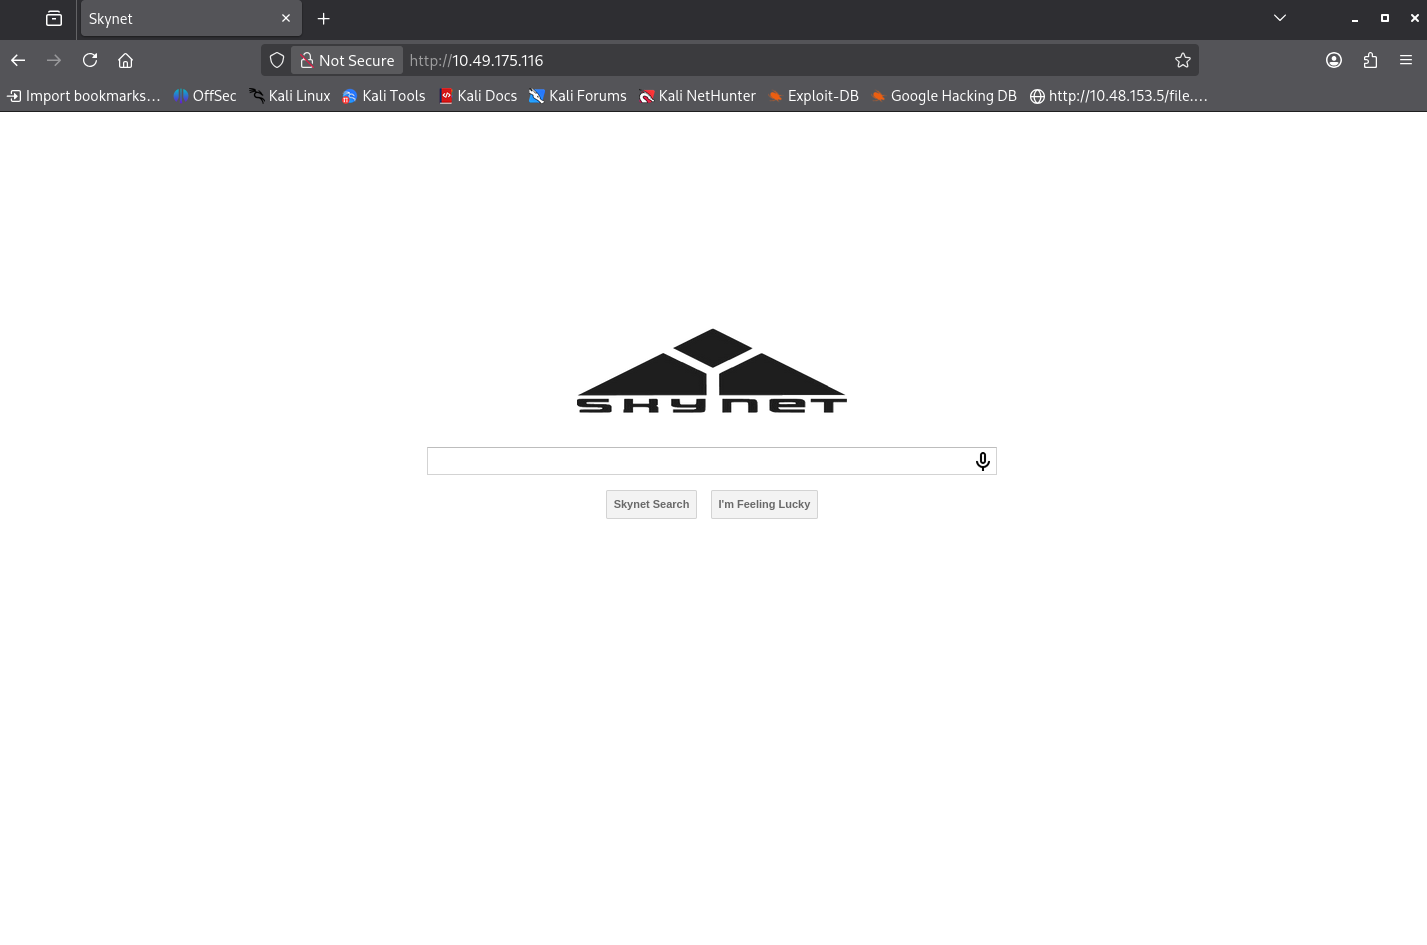 Skynet
Not Secure http://10.49.175.116
Import bookmarks... OffSec Kali Linux Kali Tools Kali Docs Kali Forums Kali NetHunter Exploit-DB Google Hacking DB http://10.48.153.5/file....
SKYNET
Skynet Search I'm Feeling Lucky